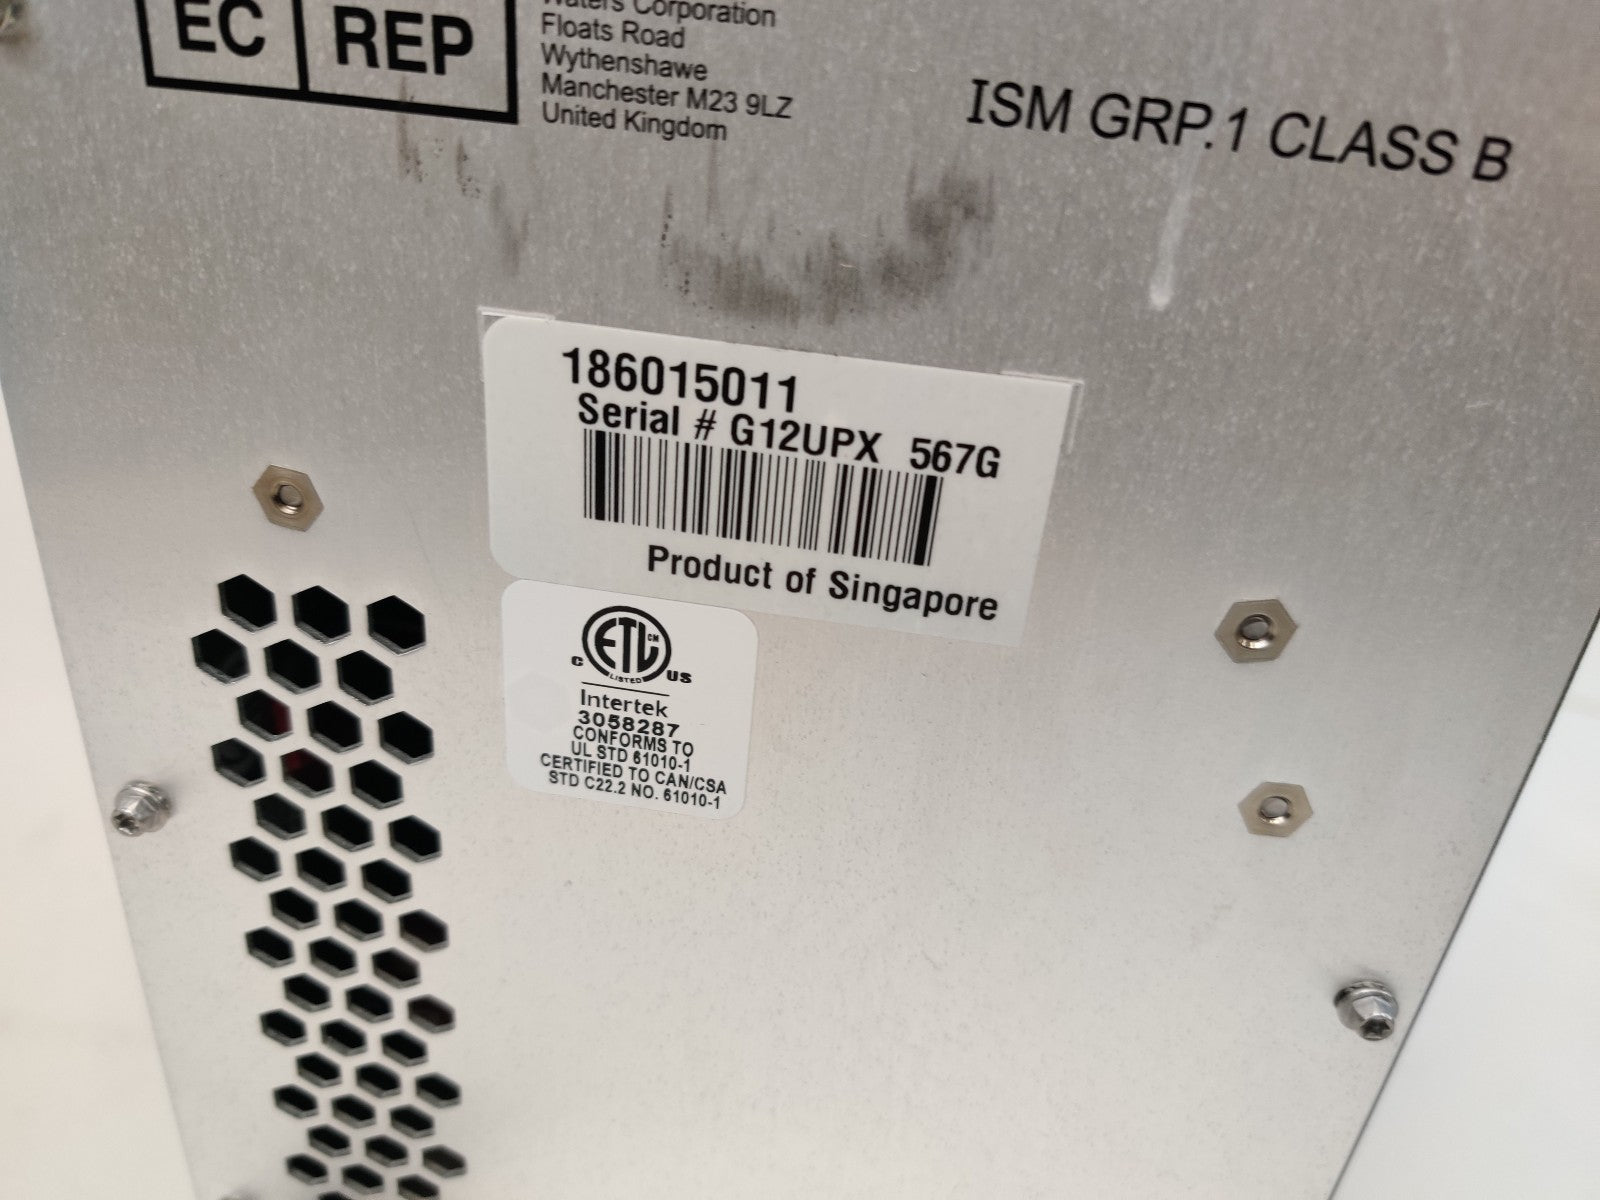 EC REP
Waters Corporation
Floats Road
Wythenshawe
Manchester M23 9LZ
United Kingdom
ISM GRP.1 CLASS B
186015011
Serial # G12UPX 567G
Product of Singapore
ETL CM
C LISTED US
Intertek
3058287
CONFORMS TO
UL STD 61010-1
CERTIFIED TO CAN/CSA
STD C22.2 NO. 61010-1